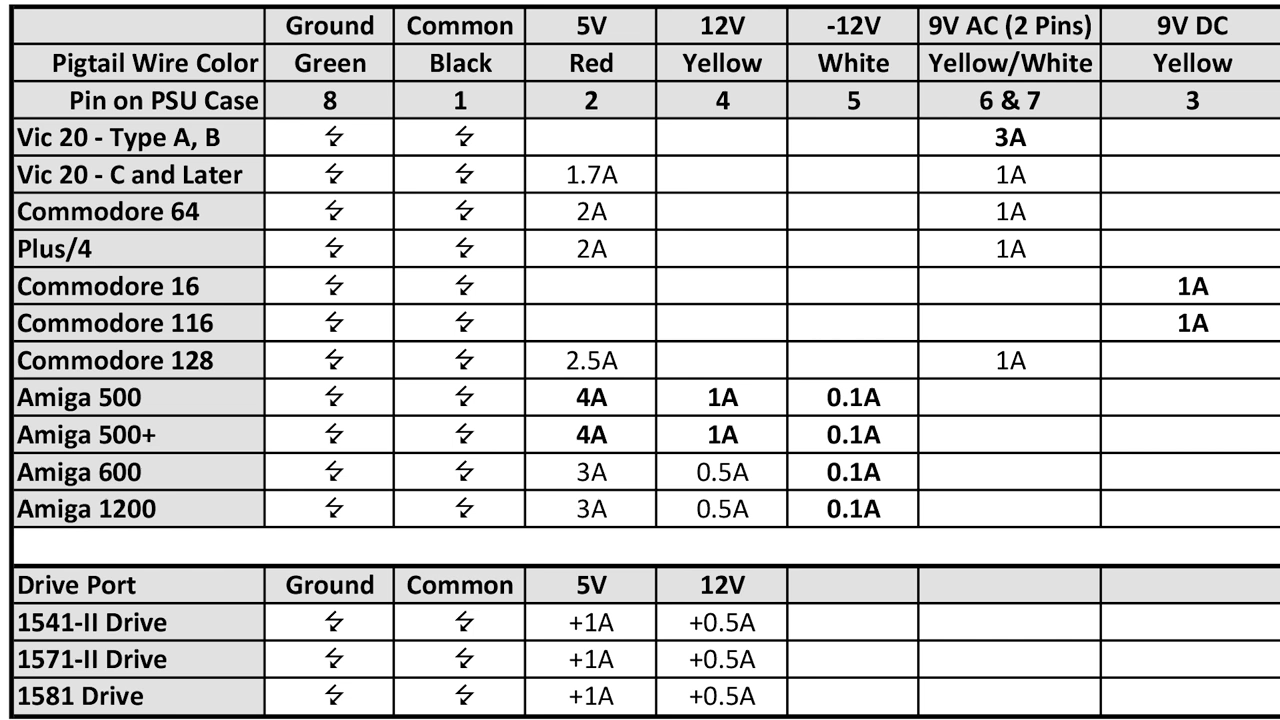 Ground Common 5V 12V -12V 9V AC (2 Pins) 9V DC
Pigtail Wire Color Green Black Red Yellow White Yellow/White Yellow
Pin on PSU Case 8 1 2 4 5 6 & 7 3
Vic 20 - Type A, B 3A
Vic 20 - C and Later 1.7A 1A
Commodore 64 2A 1A
Plus/4 2A 1A
Commodore 16 1A
Commodore 116 1A
Commodore 128 2.5A 1A
Amiga 500 4A 1A 0.1A
Amiga 500+ 4A 1A 0.1A
Amiga 600 3A 0.5A 0.1A
Amiga 1200 3A 0.5A 0.1A
Drive Port Ground Common 5V 12V
1541-II Drive +1A +0.5A
1571-II Drive +1A +0.5A
1581 Drive +1A +0.5A